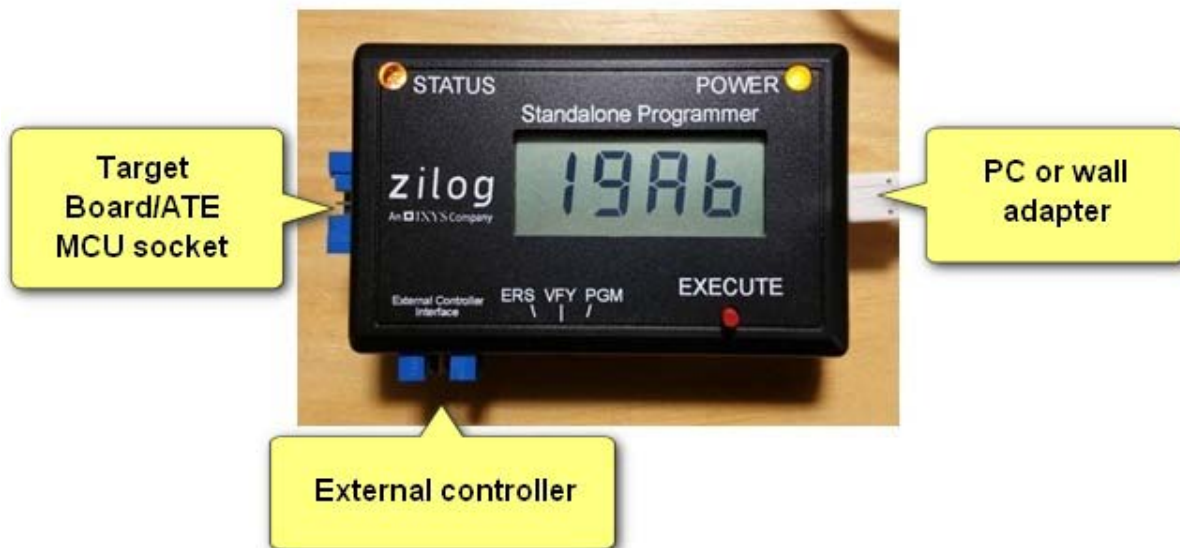 STATUS
POWER
Standalone Programmer
Target
Board/ATE
MCU socket
zilog
An IXYS Company
19Ab
PC or wall
adapter
External Controller
Interface
ERS VFY PGM
EXECUTE
External controller